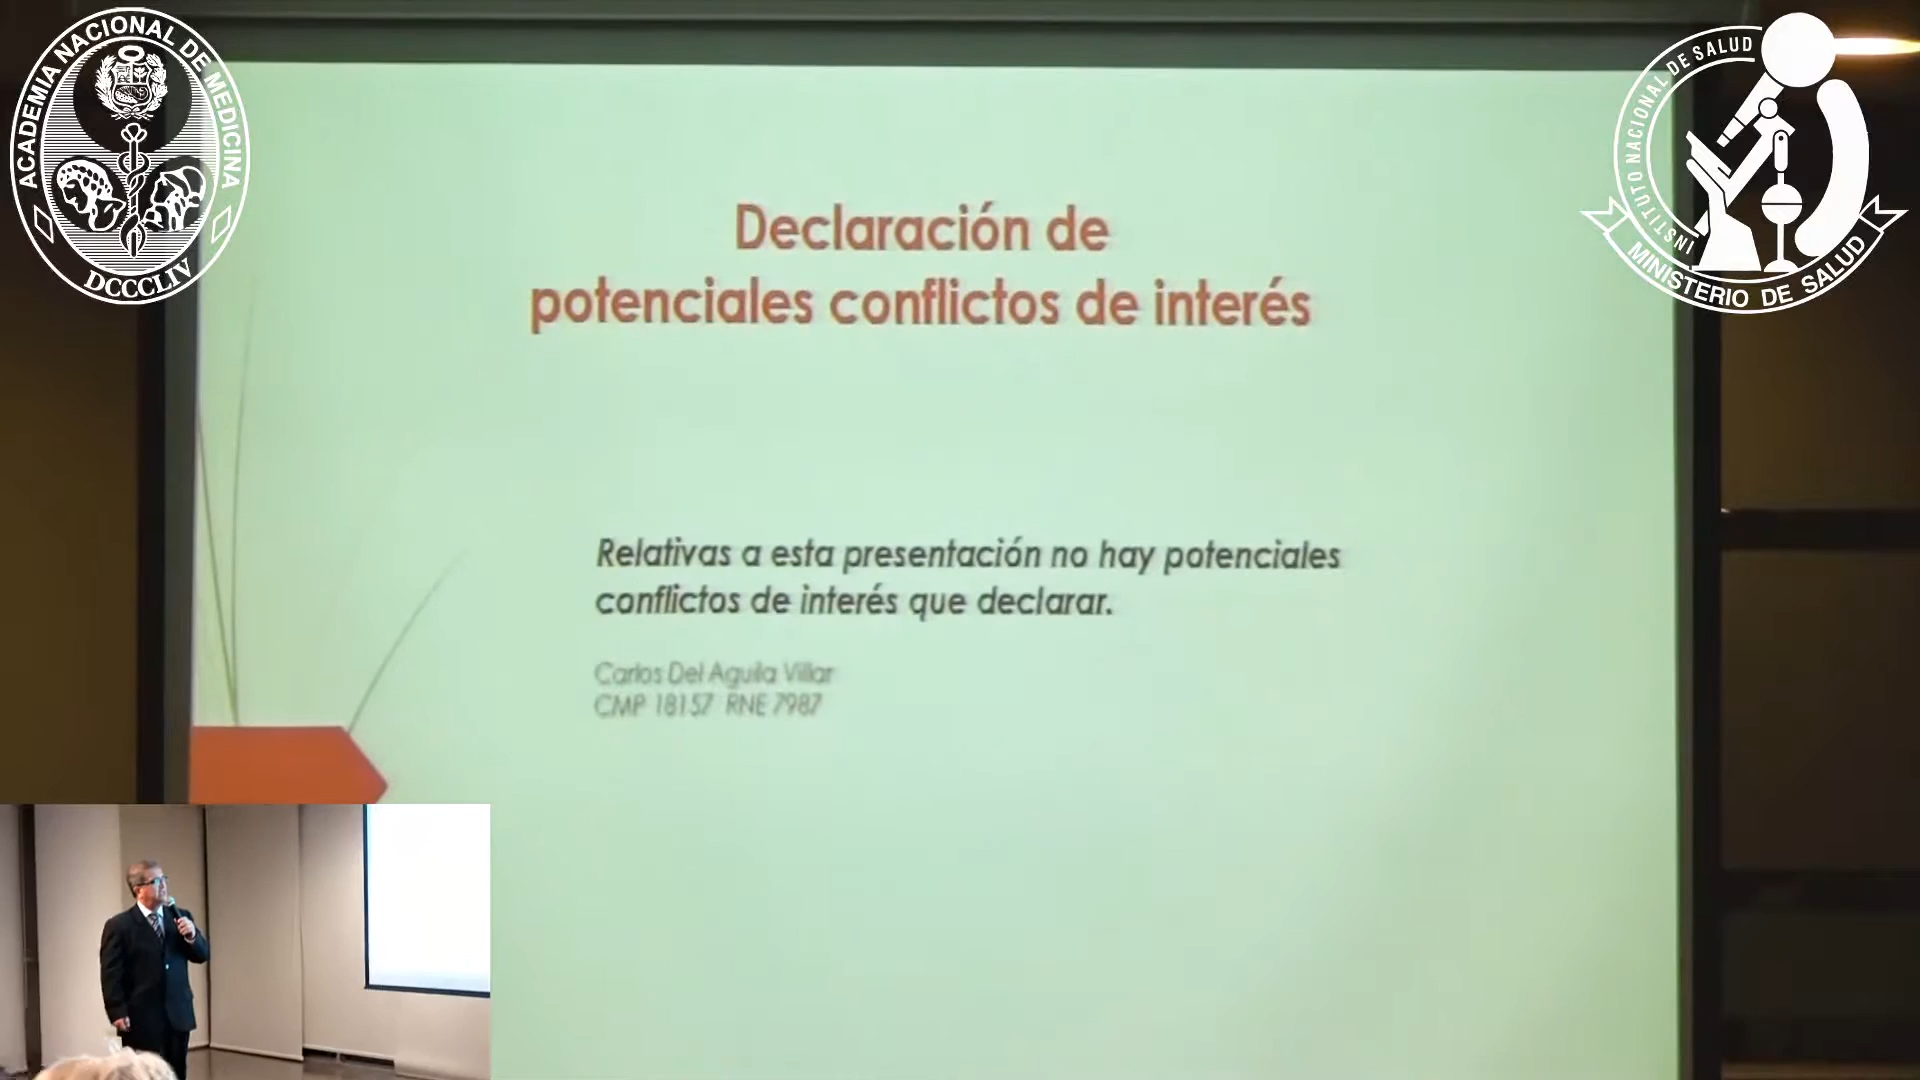 ACADEMIA NACIONAL DE MEDICINA
DCCCLIV
INSTITUTO NACIONAL DE SALUD
MINISTERIO DE SALUD
Declaración de
potenciales conflictos de interés
Relativas a esta presentación no hay potenciales
conflictos de interés que declarar.
Carlos Del Aguila Villar
CMP 18157 RNE 7987